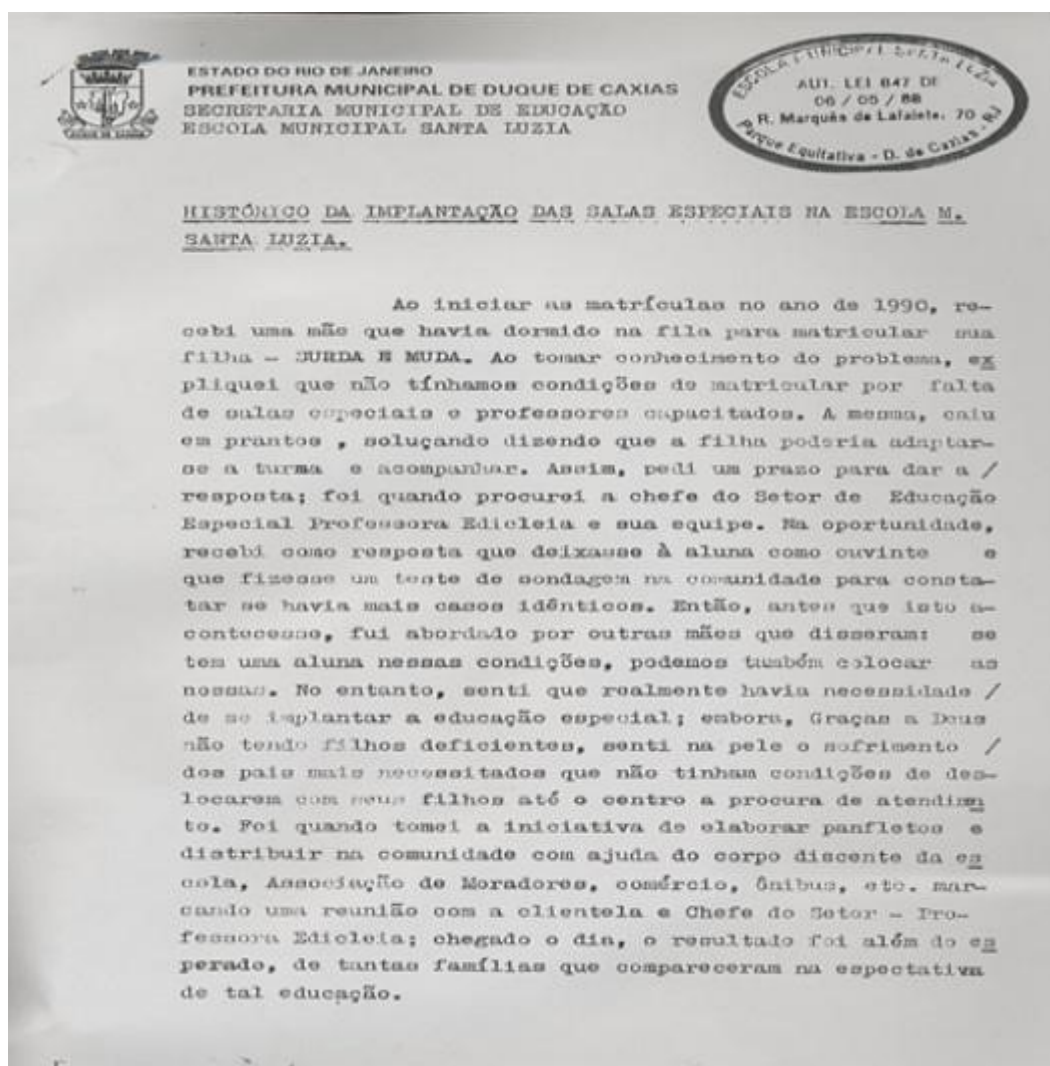 ESTADO DO RIO DE JANEIRO
PREFEITURA MUNICIPAL DE DUQUE DE CAXIAS
SECRETARIA MUNICIPAL DE EDUCAÇÃO
ESCOLA MUNICIPAL SANTA LUZIA
DUQUE DE CAXIAS
ESCOLA MUNICIPAL SANTA LUZIA
AUT. LEI 847 DE
06 / 05 / 88
R. Marquês de Lafaiete, 70
Parque Equitativa - D. de Caxias - RJ
HISTÓRICO DA IMPLANTAÇÃO DAS SALAS ESPECIAIS NA ESCOLA M.
SANTA LUZIA.
Ao iniciar as matrículas no ano de 1990, re-
cebi uma mãe que havia dormido na fila para matricular sua
filha - SURDA E MUDA. Ao tomar conhecimento do problema, ex
pliquei que não tínhamos condições de matricular por falta
de salas especiais e professores capacitados. A mesma, caiu
em prantos , soluçando dizendo que a filha poderia adaptar-
se a turma e acompanhar. Assim, pedi um prazo para dar a /
resposta; foi quando procurei a chefe do Setor de Educação
Especial Professora Edicleia e sua equipe. Na oportunidade,
recebi como resposta que deixasse à aluna como ouvinte e
que fizesse um teste de sondagem na comunidade para consta-
tar se havia mais casos idênticos. Então, antes que isto a-
contecesse, fui abordado por outras mães que disseram: se
tem uma aluna nessas condições, podemos também colocar as
nossas. No entanto, senti que realmente havia necessidade /
de se implantar a educação especial; embora, Graças a Deus
não tendo filhos deficientes, senti na pele o sofrimento /
dos pais mais necessitados que não tinham condições de des-
locarem com seus filhos até o centro a procura de atendimen
to. Foi quando tomei a iniciativa de elaborar panfletos e
distribuir na comunidade com ajuda do corpo discente da es
cola, Associação de Moradores, comércio, ônibus, etc. mar-
cando uma reunião com a clientela e Chefe do Setor - Pro-
fessora Edicleia; chegado o dia, o resultado foi além do es
perado, de tantas famílias que compareceram na espectativa
de tal educação.